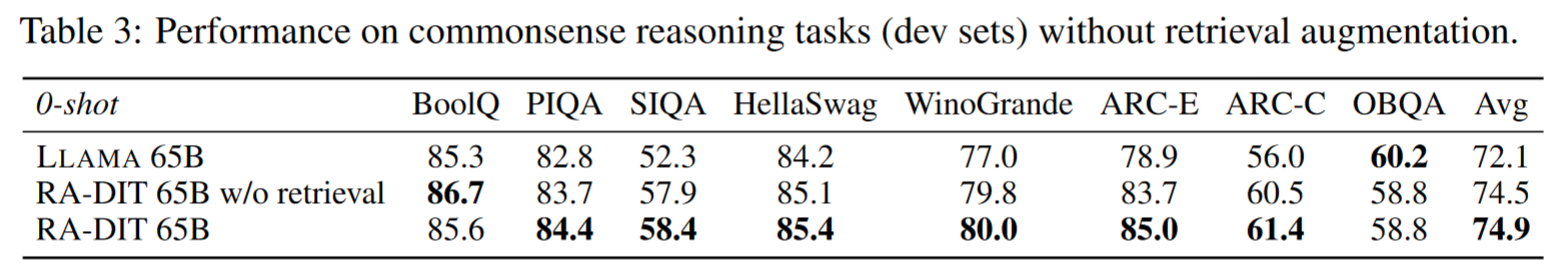 Table 3: Performance on commonsense reasoning tasks (dev sets) without retrieval augmentation.
0-shot BoolQ PIQA SIQA HellaSwag WinoGrande ARC-E ARC-C OBQA Avg
LLAMA 65B 85.3 82.8 52.3 84.2 77.0 78.9 56.0 60.2 72.1
RA-DIT 65B w/o retrieval 86.7 83.7 57.9 85.1 79.8 83.7 60.5 58.8 74.5
RA-DIT 65B 85.6 84.4 58.4 85.4 80.0 85.0 61.4 58.8 74.9